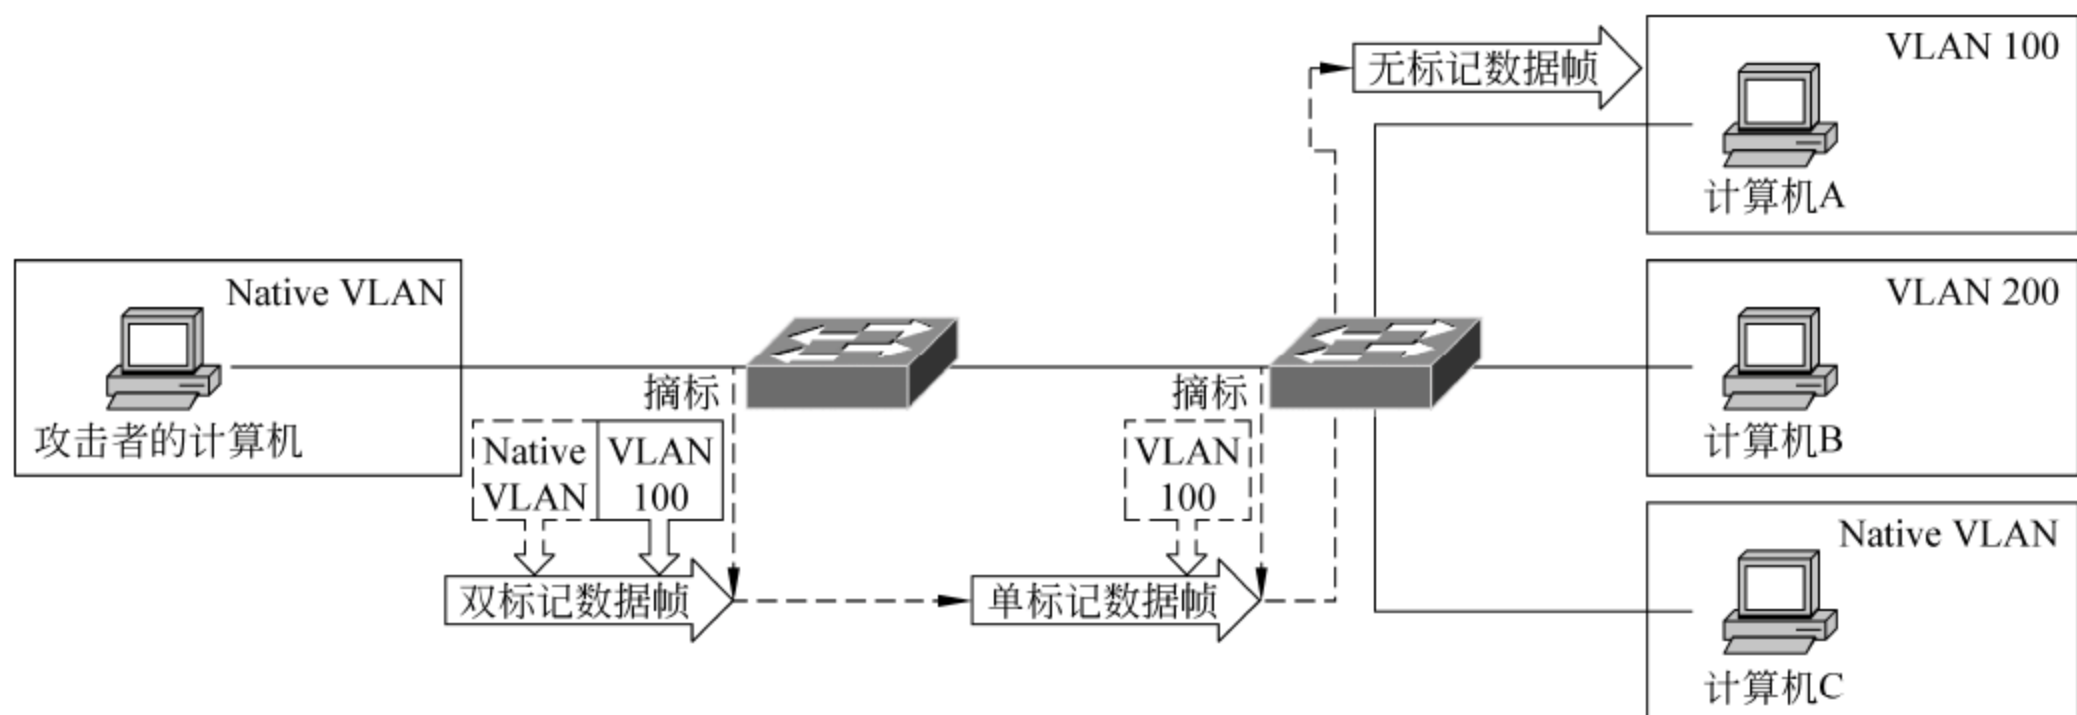 无标记数据帧
VLAN 100
计算机A
Native VLAN
攻击者的计算机
VLAN 200
计算机B
摘标
摘标
Native
VLAN
VLAN
100
VLAN
100
双标记数据帧
单标记数据帧
Native VLAN
计算机C